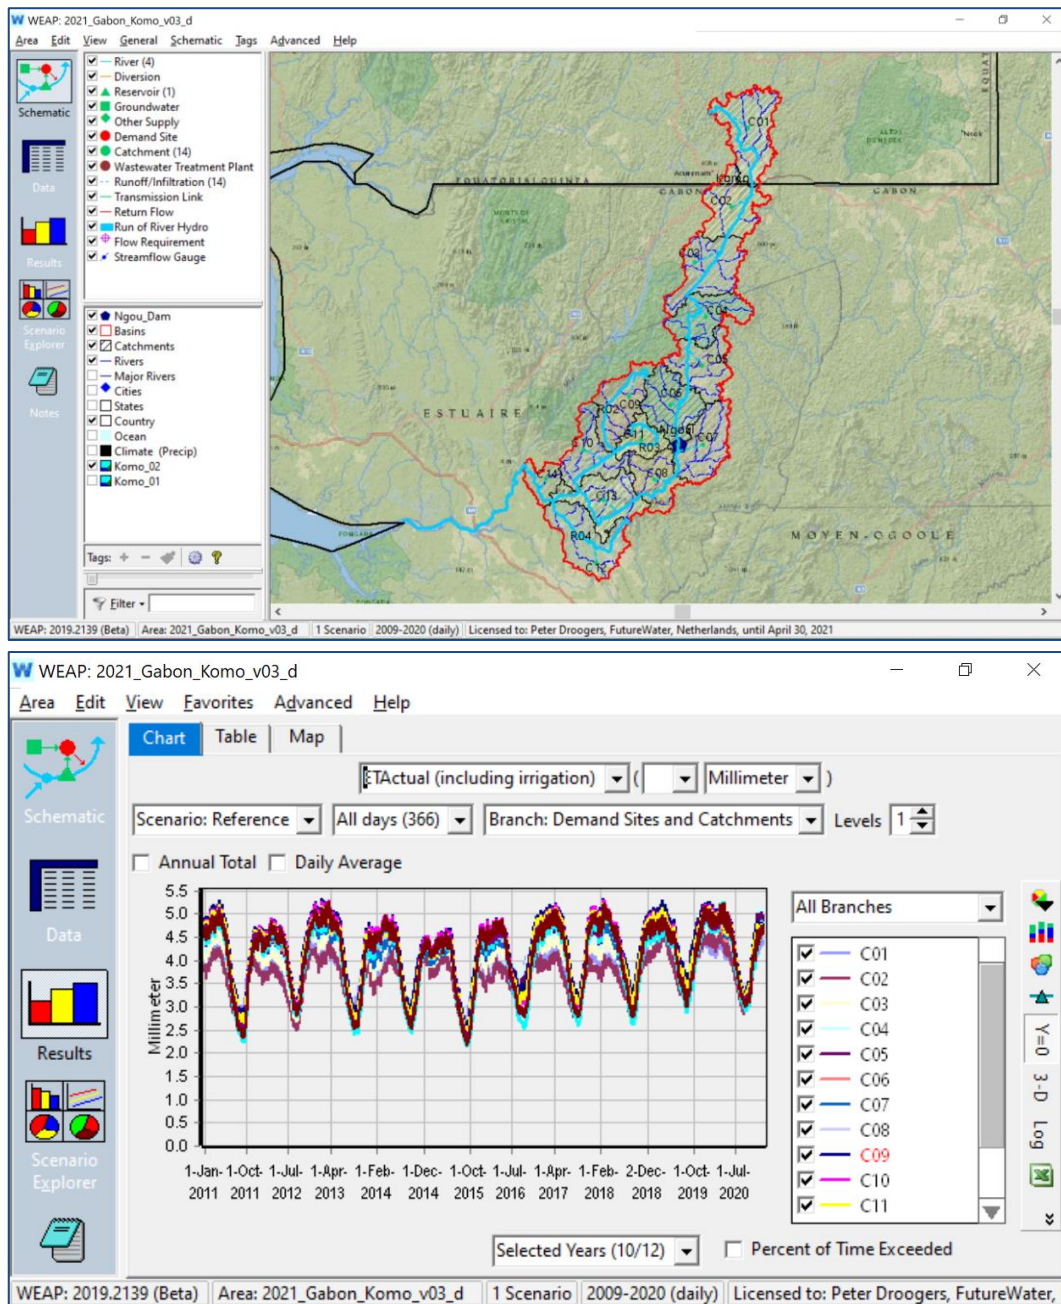 WEAP: 2021_Gabon_Komo_v03_d
Area Edit View General Schematic Tags Advanced Help
Schematic
Data
Results
Scenario
Explorer
Notes
River (4)
Diversion
Reservoir (1)
Groundwater
Other Supply
Demand Site
Catchment (14)
Wastewater Treatment Plant
Runoff/Infiltration (14)
Transmission Link
Return Flow
Run of River Hydro
Flow Requirement
Streamflow Gauge
Ngou_Dam
Basins
Catchments
Rivers
Major Rivers
Cities
States
Country
Ocean
Climate (Precip)
Komo_02
Komo_01
Tags:
Filter
C01
Komo
GABON
GABON
C02
C03
C04
C05
C06
C09
R02
C11
C07
R03
C08
C13
R04
C12
ESTUAIRE
MOYEN-OGOOLE
WEAP: 2019.2139 (Beta) Area: 2021_Gabon_Komo_v03_d 1 Scenario 2009-2020 (daily) Licensed to: Peter Droogers, FutureWater, Netherlands, until April 30, 2021
WEAP: 2021_Gabon_Komo_v03_d
Area Edit View Favorites Advanced Help
Schematic
Data
Results
Scenario
Explorer
Chart Table Map
ETActual (including irrigation) ( Millimeter )
Scenario: Reference All days (366) Branch: Demand Sites and Catchments Levels 1
Annual Total Daily Average
Millimeter
5.5
5.0
4.5
4.0
3.5
3.0
2.5
2.0
1.5
1.0
0.5
0.0
1-Jan- 1-Oct- 1-Jul- 1-Apr- 1-Feb- 1-Dec- 1-Oct- 1-Jul- 1-Apr- 1-Feb- 2-Dec- 1-Oct- 1-Jul-
2011 2011 2012 2013 2014 2014 2015 2016 2017 2018 2018 2019 2020
All Branches
C01
C02
C03
C04
C05
C06
C07
C08
C09
C10
C11
Y=0
3-D
Log
Selected Years (10/12) Percent of Time Exceeded
WEAP: 2019.2139 (Beta) Area: 2021_Gabon_Komo_v03_d 1 Scenario 2009-2020 (daily) Licensed to: Peter Droogers, FutureWater,